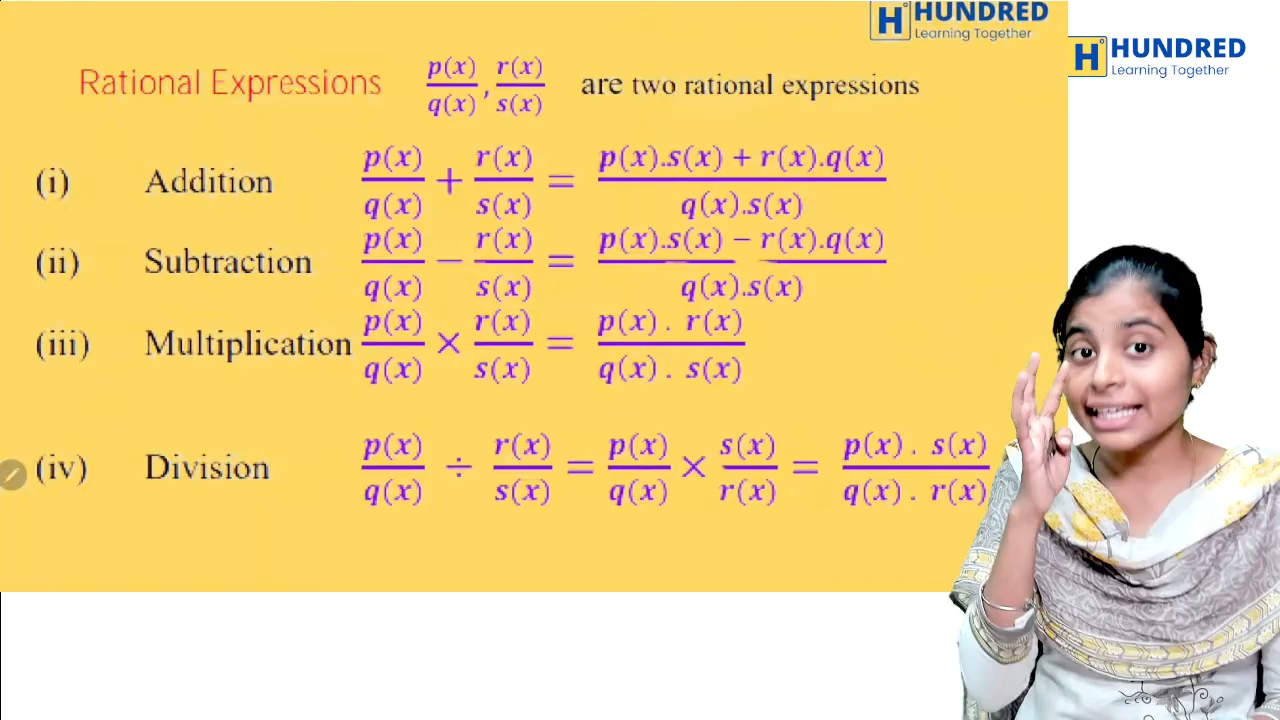 H° HUNDRED
Learning Together
H° HUNDRED
Learning Together
Rational Expressions p(x)/q(x), r(x)/s(x) are two rational expressions
(i) Addition p(x)/q(x) + r(x)/s(x) = p(x).s(x) + r(x).q(x) / q(x).s(x)
(ii) Subtraction p(x)/q(x) − r(x)/s(x) = p(x).s(x) − r(x).q(x) / q(x).s(x)
(iii) Multiplication p(x)/q(x) × r(x)/s(x) = p(x) . r(x) / q(x) . s(x)
(iv) Division p(x)/q(x) ÷ r(x)/s(x) = p(x)/q(x) × s(x)/r(x) = p(x) . s(x) / q(x) . r(x)